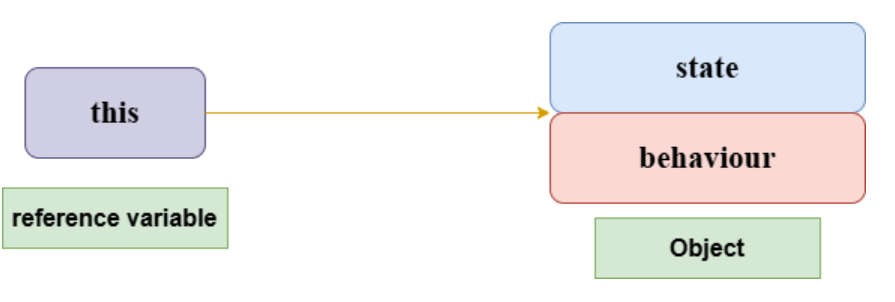 state
this
behaviour
reference variable
Object